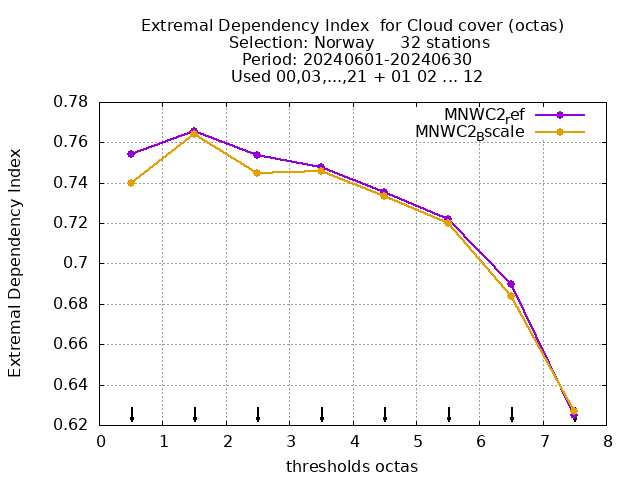 Extremal Dependency Index  for Cloud cover (octas)
Selection: Norway     32 stations
Period: 20240601-20240630
Used 00,03,...,21 + 01 02 ... 12
MNWC2_ref
MNWC2_Bscale
0.78
0.76
0.74
0.72
0.7
0.68
0.66
0.64
0.62
Extremal Dependency Index
0 1 2 3 4 5 6 7 8
thresholds octas